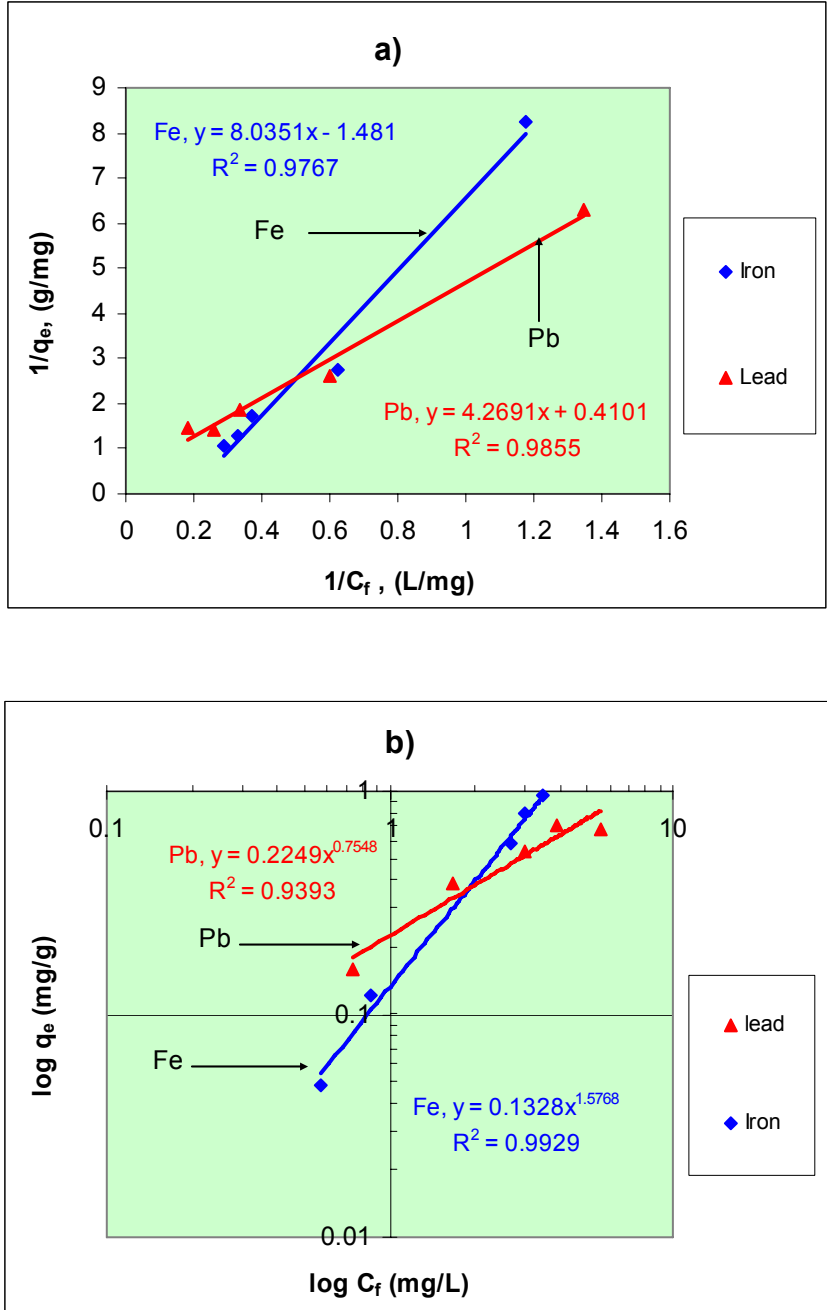 a)
9
8
7
6
5
4
3
2
1
0
1/qe, (g/mg)
Fe, y = 8.0351x - 1.481
R² = 0.9767
Fe
Pb
Pb, y = 4.2691x + 0.4101
R² = 0.9855
0 0.2 0.4 0.6 0.8 1 1.2 1.4 1.6
1/Cf , (L/mg)
Iron
Lead
b)
1
0.1 1 10
Pb, y = 0.2249x^0.7548
R² = 0.9393
Pb
0.1
Fe
Fe, y = 0.1328x^1.5768
R² = 0.9929
0.01
log qe (mg/g)
log Cf (mg/L)
lead
Iron